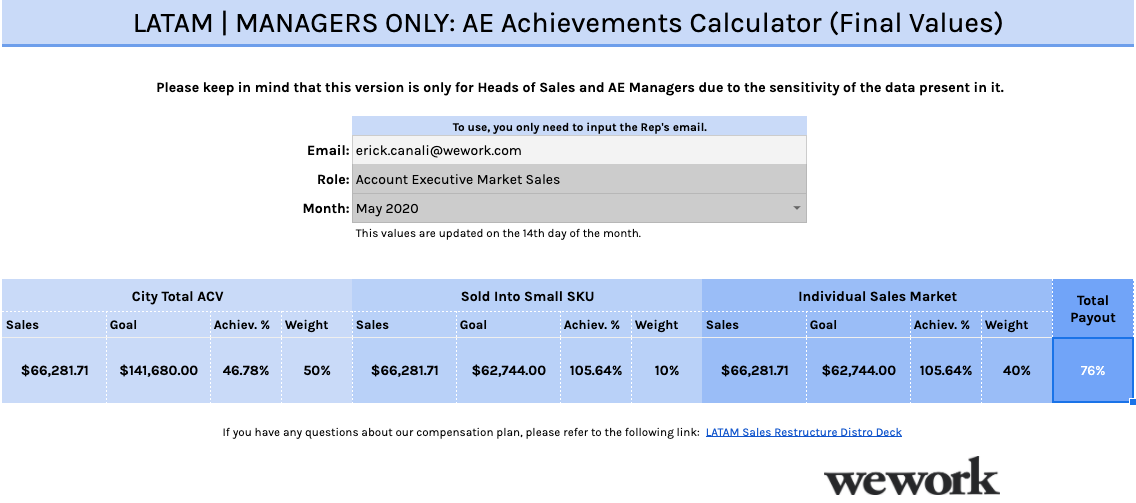 LATAM | MANAGERS ONLY: AE Achievements Calculator (Final Values)
Please keep in mind that this version is only for Heads of Sales and AE Managers due to the sensitivity of the data present in it.
To use, you only need to input the Rep's email.
Email: erick.canali@wework.com
Role: Account Executive Market Sales
Month: May 2020
This values are updated on the 14th day of the month.
City Total ACV Sold Into Small SKU Individual Sales Market Total Payout
Sales Goal Achiev. % Weight Sales Goal Achiev. % Weight Sales Goal Achiev. % Weight
$66,281.71 $141,680.00 46.78% 50% $66,281.71 $62,744.00 105.64% 10% $66,281.71 $62,744.00 105.64% 40% 76%
If you have any questions about our compensation plan, please refer to the following link: LATAM Sales Restructure Distro Deck
wework